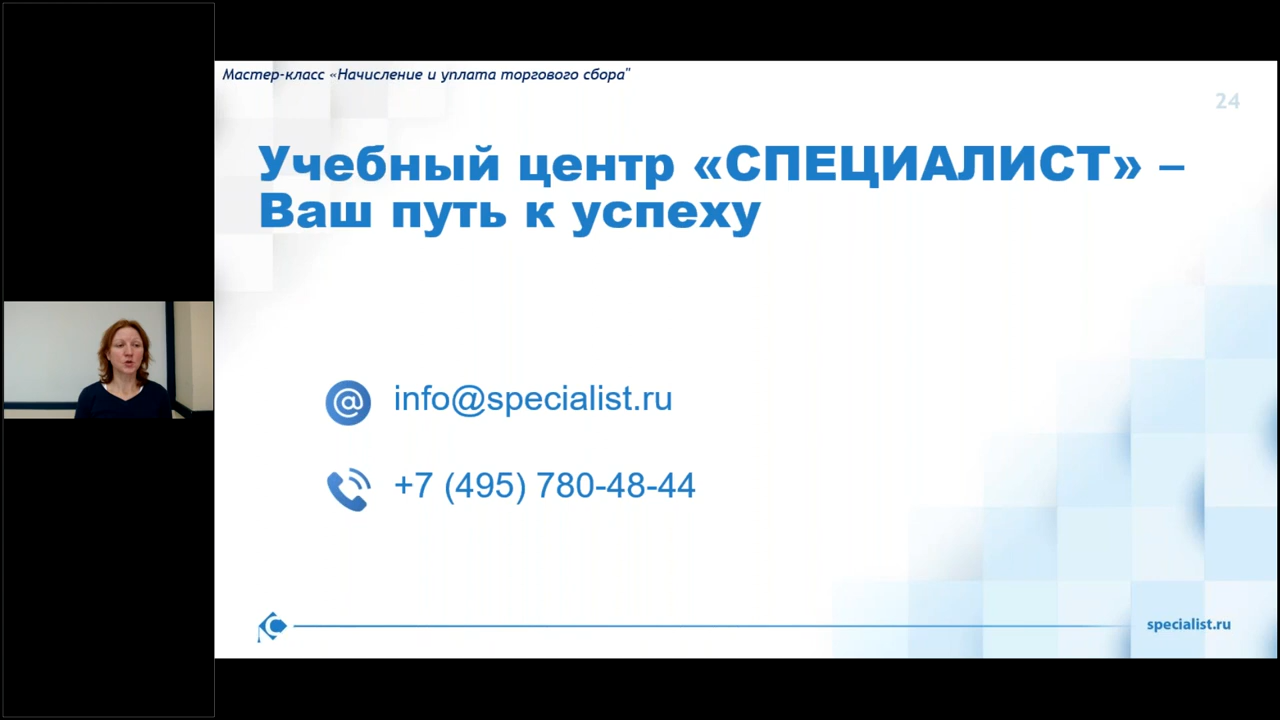 Мастер-класс «Начисление и уплата торгового сбора"
24
Учебный центр «СПЕЦИАЛИСТ» –
Ваш путь к успеху
info@specialist.ru
+7 (495) 780-48-44
specialist.ru